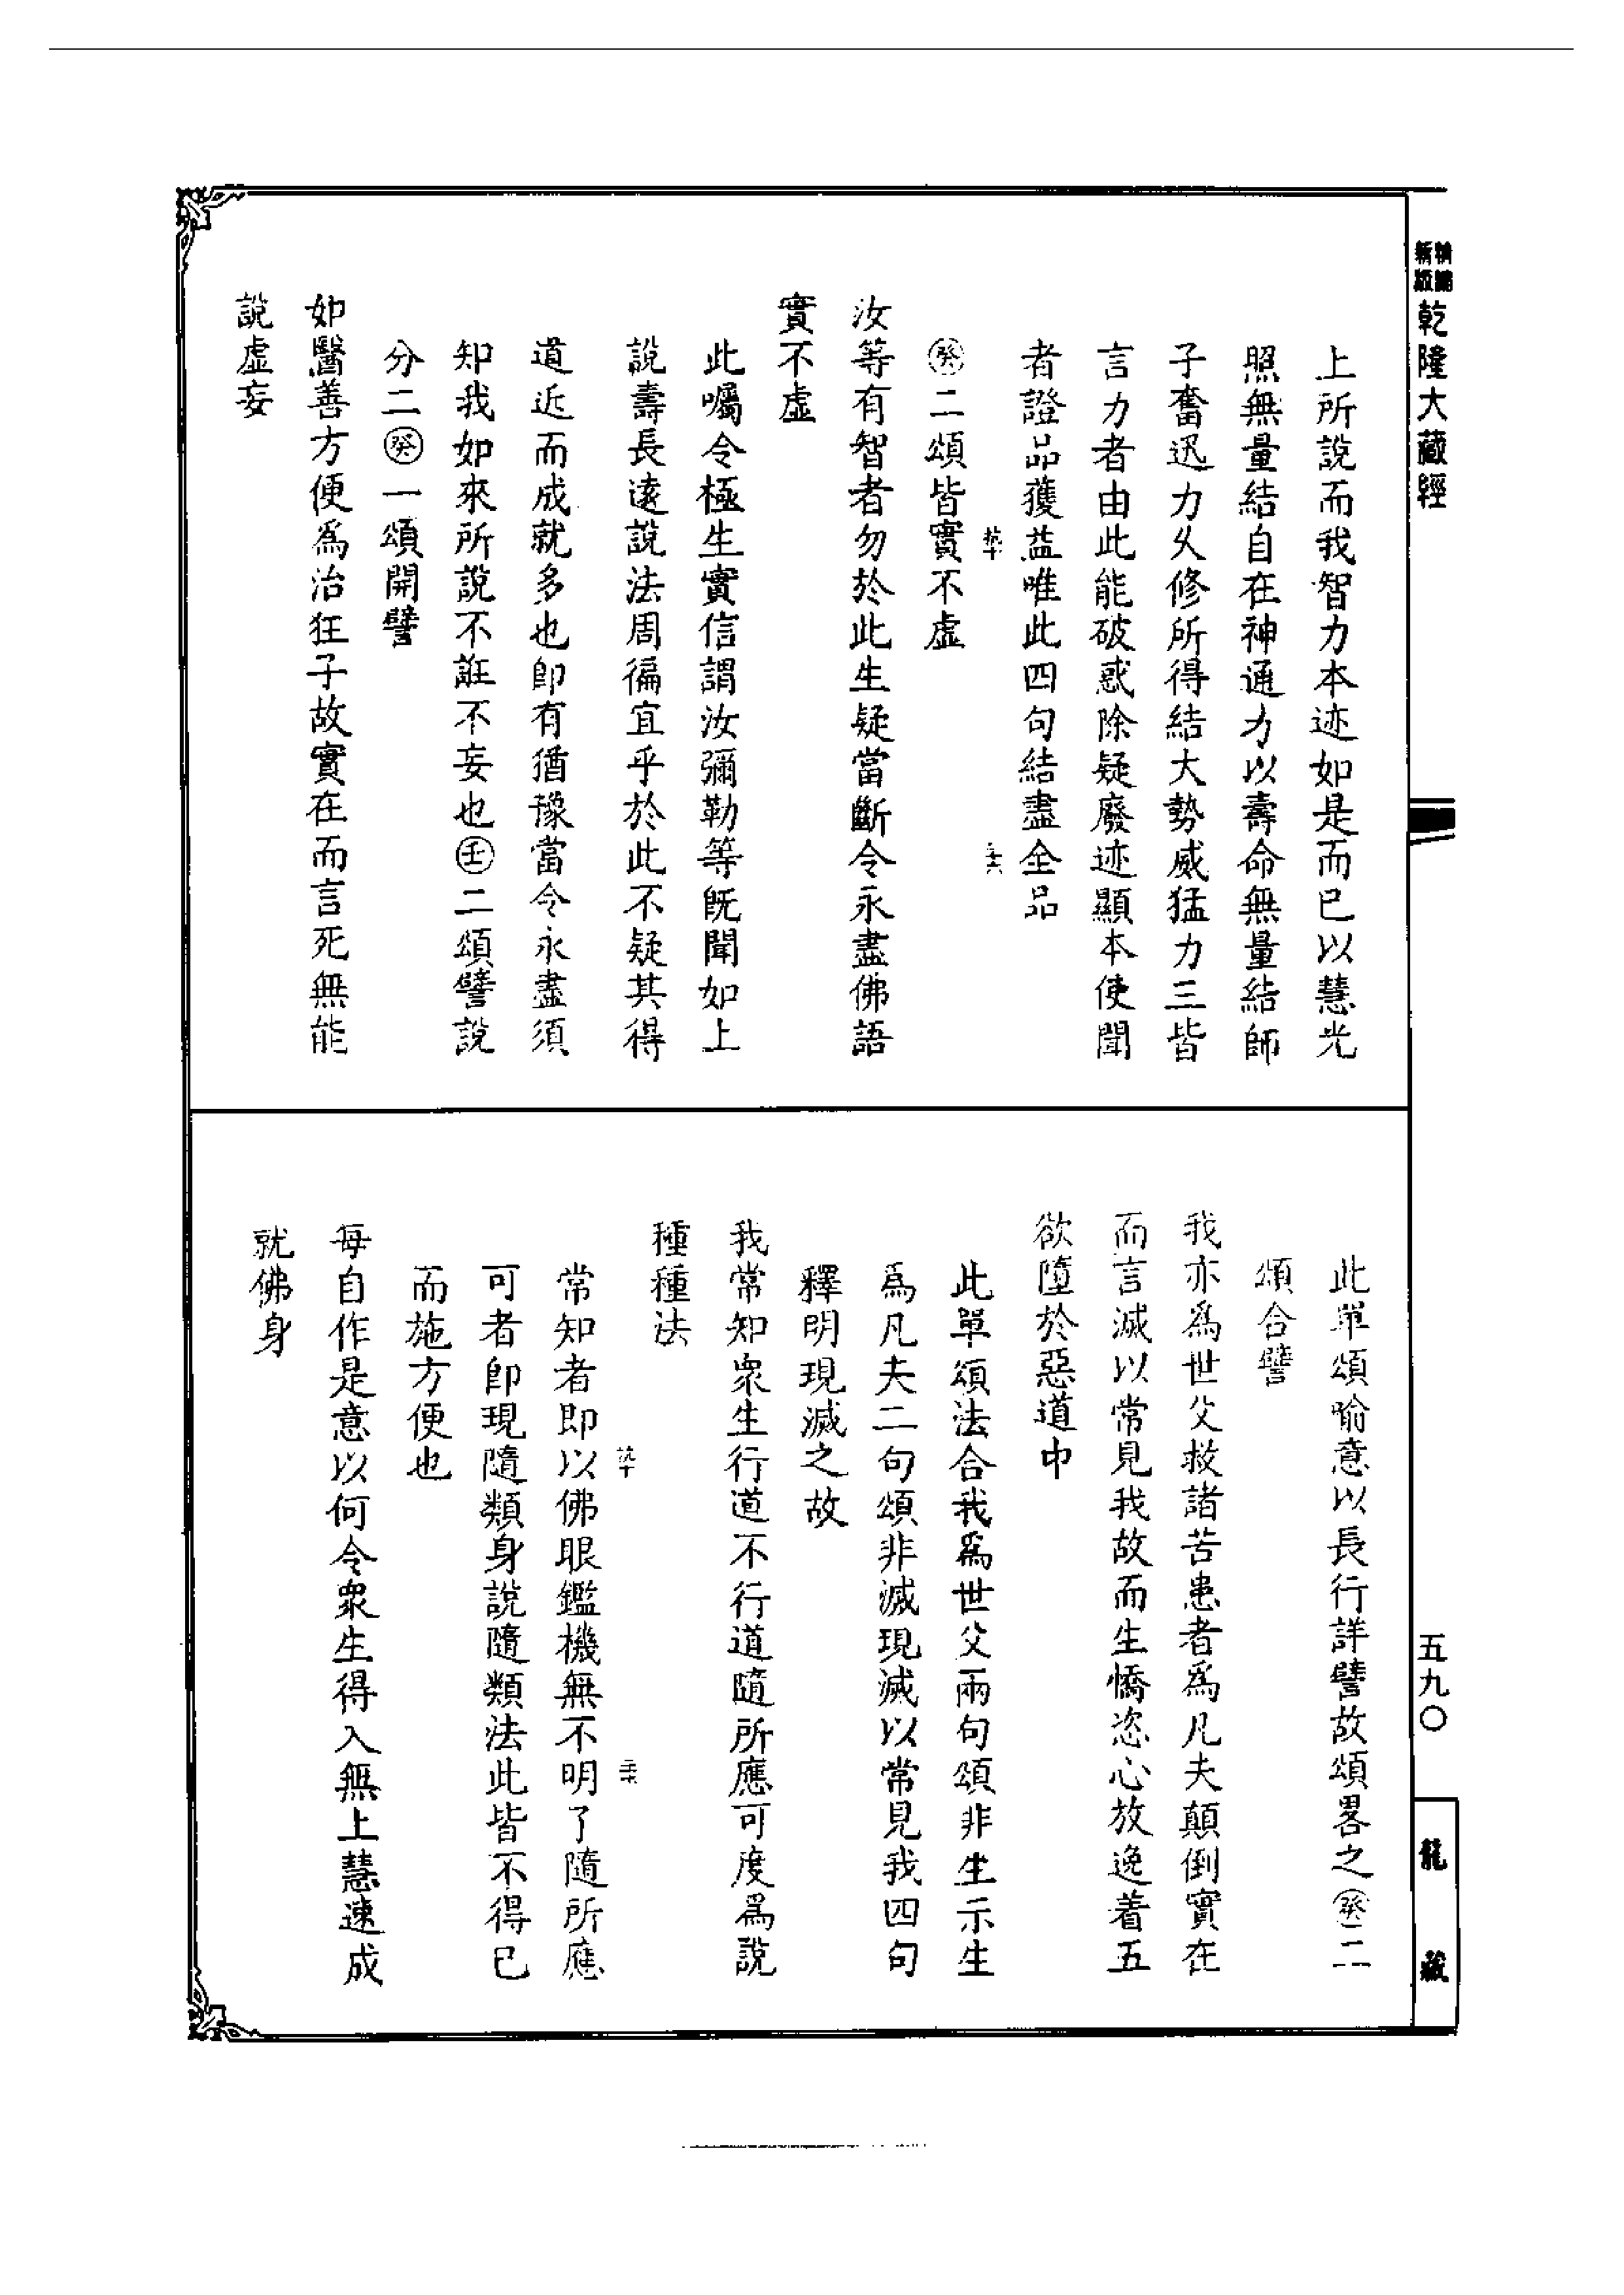 乾隆大藏經
上所說而我智力本迹如是而已以慧光
照無量結自在神通力以壽命無量結師
子奮迅力久修所得結大勢威猛力三皆
言力者由此能破惑除疑廢迹顯本使聞
者證品獲益唯此四句結盡全品
㊌二頌皆實不虛
汝等有智者勿於此生疑當斷令永盡佛語
實不虛
此囑令極生實信謂汝彌勒等既聞如上
說壽長遠說法周徧宜乎於此不疑其得
道近而成就多也即有猶豫當令永盡須
知我如來所說不誑不妄也壬二頌譬說
分二癸一頌開譬
如醫善方便爲治狂子故實在而言死無能
說虛妄
此單頌喻意以長行詳譬故頌畧之癸二
頌合譬
我亦爲世父救諸苦患者爲凡夫顛倒實在
而言滅以常見我故而生憍恣心放逸着五
欲墮於惡道中
此單頌法合我爲世父兩句頌非生示生
爲凡夫二句頌非滅現滅以常見我四句
釋明現滅之故
我常知衆生行道不行道隨所應可度爲說
種種法
常知者即以佛眼鑑機無不明了隨所應
可者即現隨類身說隨類法此皆不得已
而施方便也
每自作是意以何令衆生得入無上慧速成
就佛身
五九〇
龍藏